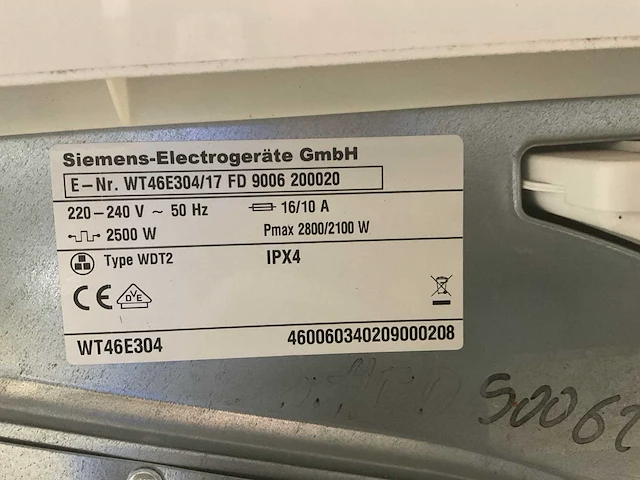 Siemens-Electrogeräte GmbH
E-Nr. WT46E304/17 FD 9006 200020
220-240 V ~ 50 Hz 16/10 A
2500 W Pmax 2800/2100 W
Type WDT2 IPX4
CE DVE
WT46E304 460060340209000208